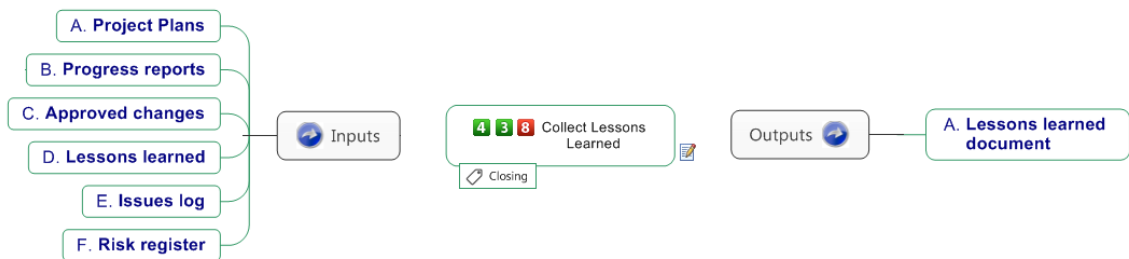 A. Project Plans
B. Progress reports
C. Approved changes
D. Lessons learned
E. Issues log
F. Risk register
Inputs
4 3 8 Collect Lessons
Learned
Closing
Outputs
A. Lessons learned
document